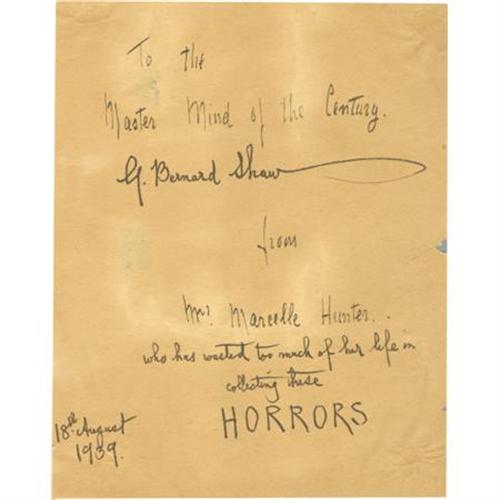 To the
Master Mind of the Century.
G. Bernard Shaw
from
Mrs. Marcelle Hunter.
who has wasted too much of her life in
collecting these
HORRORS
18th August
1939.